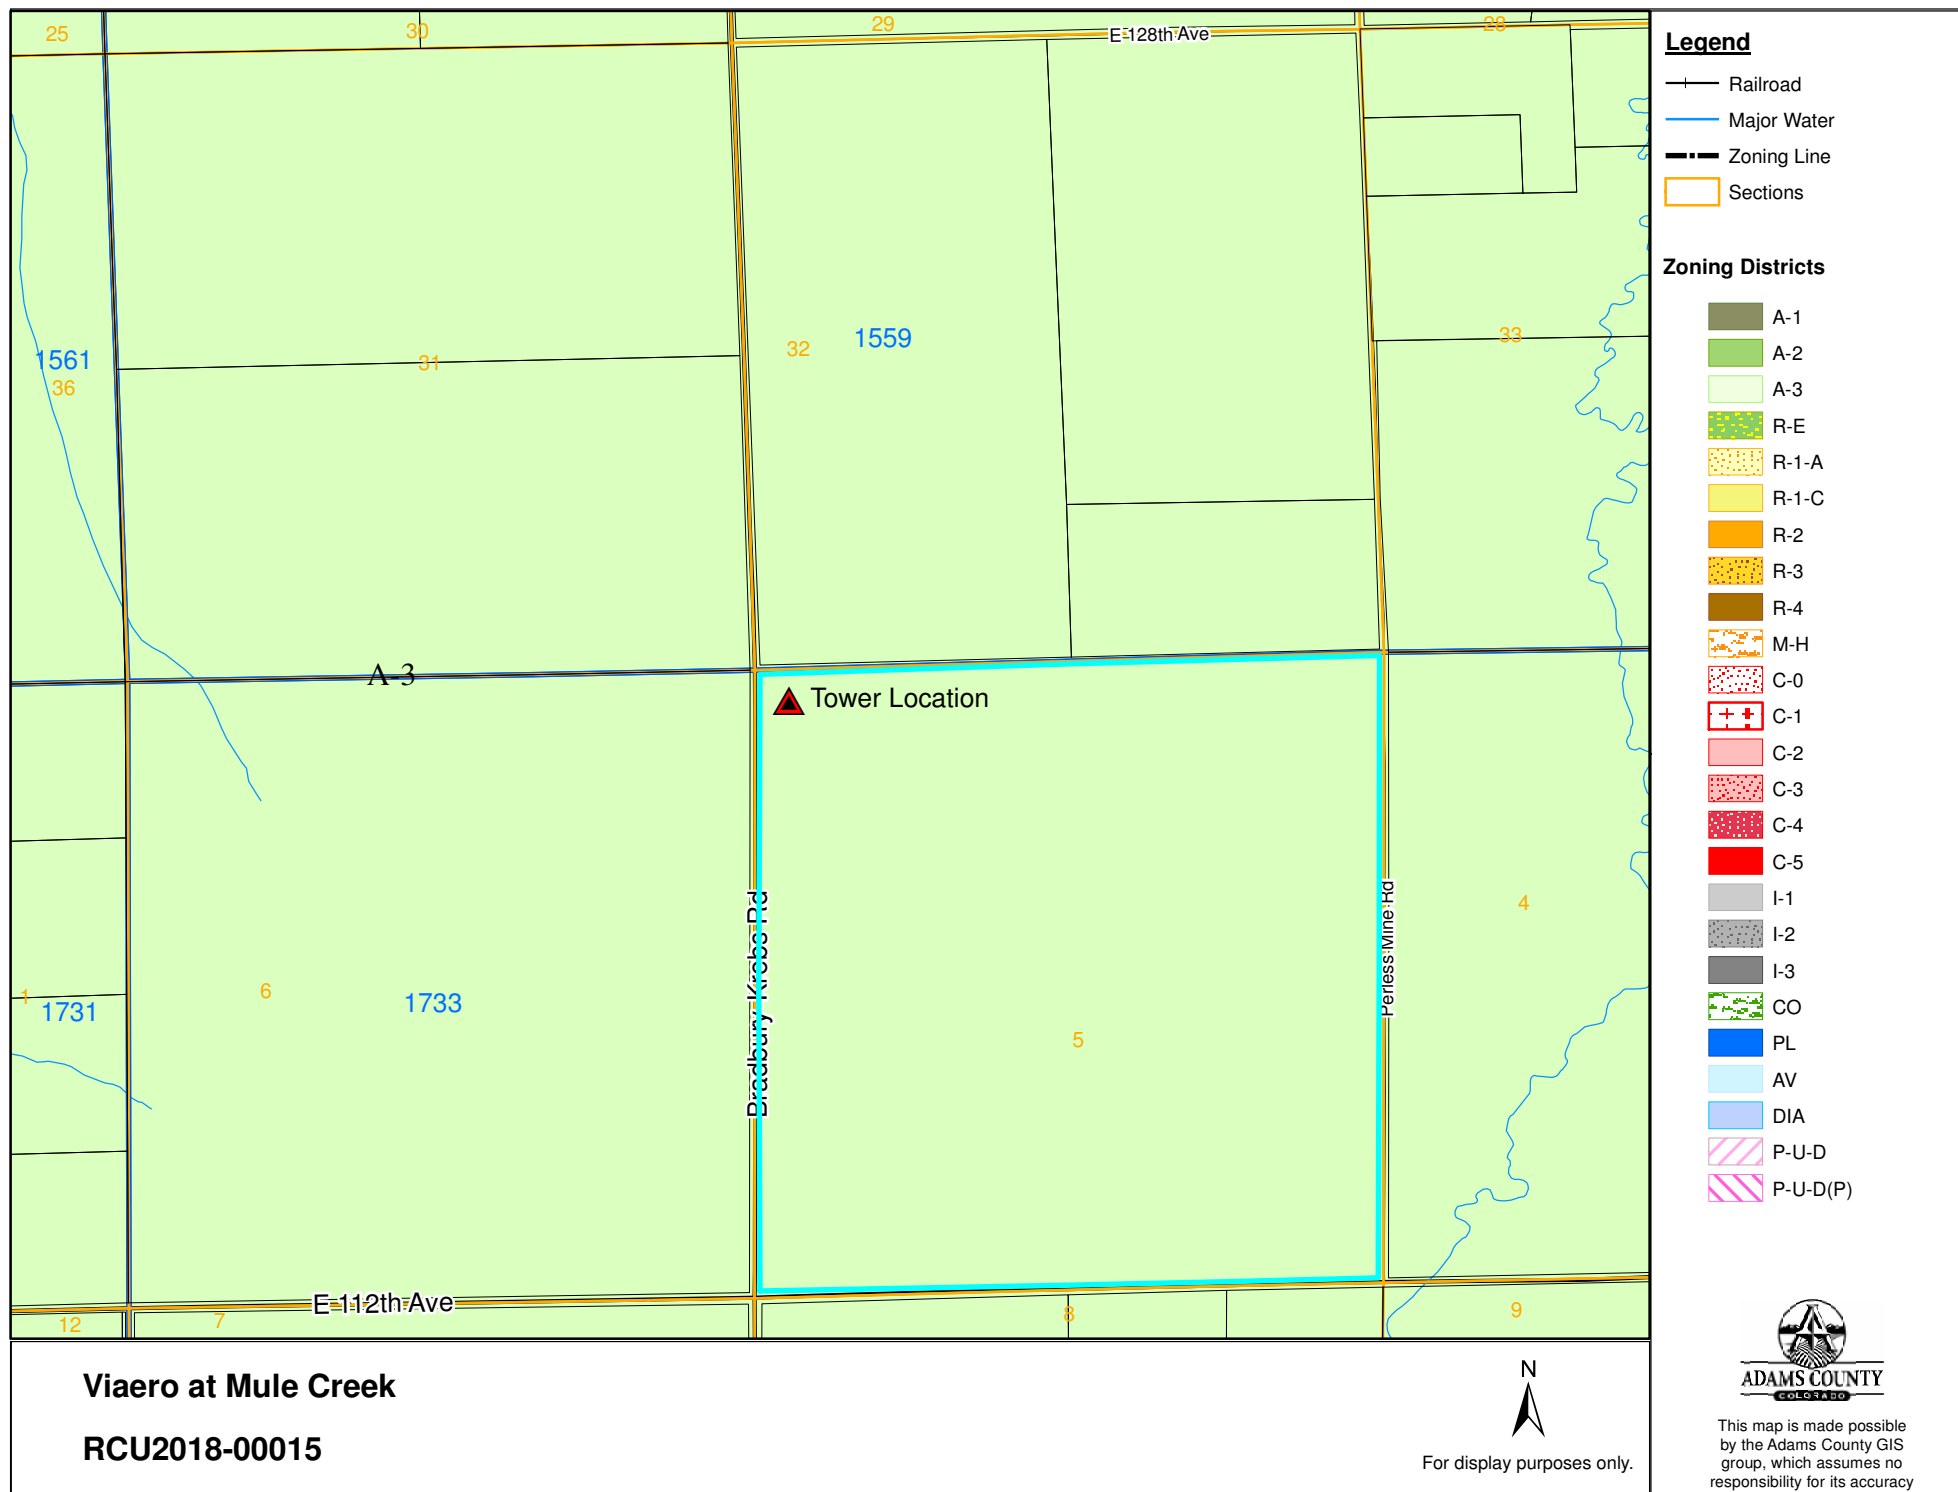 25
30
29
E 128th Ave
28
1561
36
31
32
1559
33
A-3
Tower Location
Bradbury Krebs Rd
Perless Mine Rd
4
1
1731
6
1733
5
E 112th Ave
12
7
8
9
Legend
Railroad
Major Water
Zoning Line
Sections
Zoning Districts
A-1
A-2
A-3
R-E
R-1-A
R-1-C
R-2
R-3
R-4
M-H
C-0
C-1
C-2
C-3
C-4
C-5
I-1
I-2
I-3
CO
PL
AV
DIA
P-U-D
P-U-D(P)
Viaero at Mule Creek
RCU2018-00015
N
For display purposes only.
ADAMS COUNTY
COLORADO
This map is made possible
by the Adams County GIS
group, which assumes no
responsibility for its accuracy